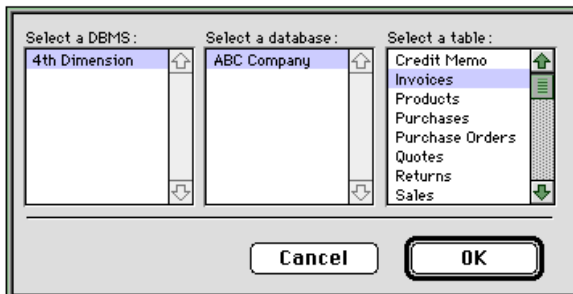 Select a DBMS:
4th Dimension
Select a database:
ABC Company
Select a table:
Credit Memo
Invoices
Products
Purchases
Purchase Orders
Quotes
Returns
Sales
Cancel
OK